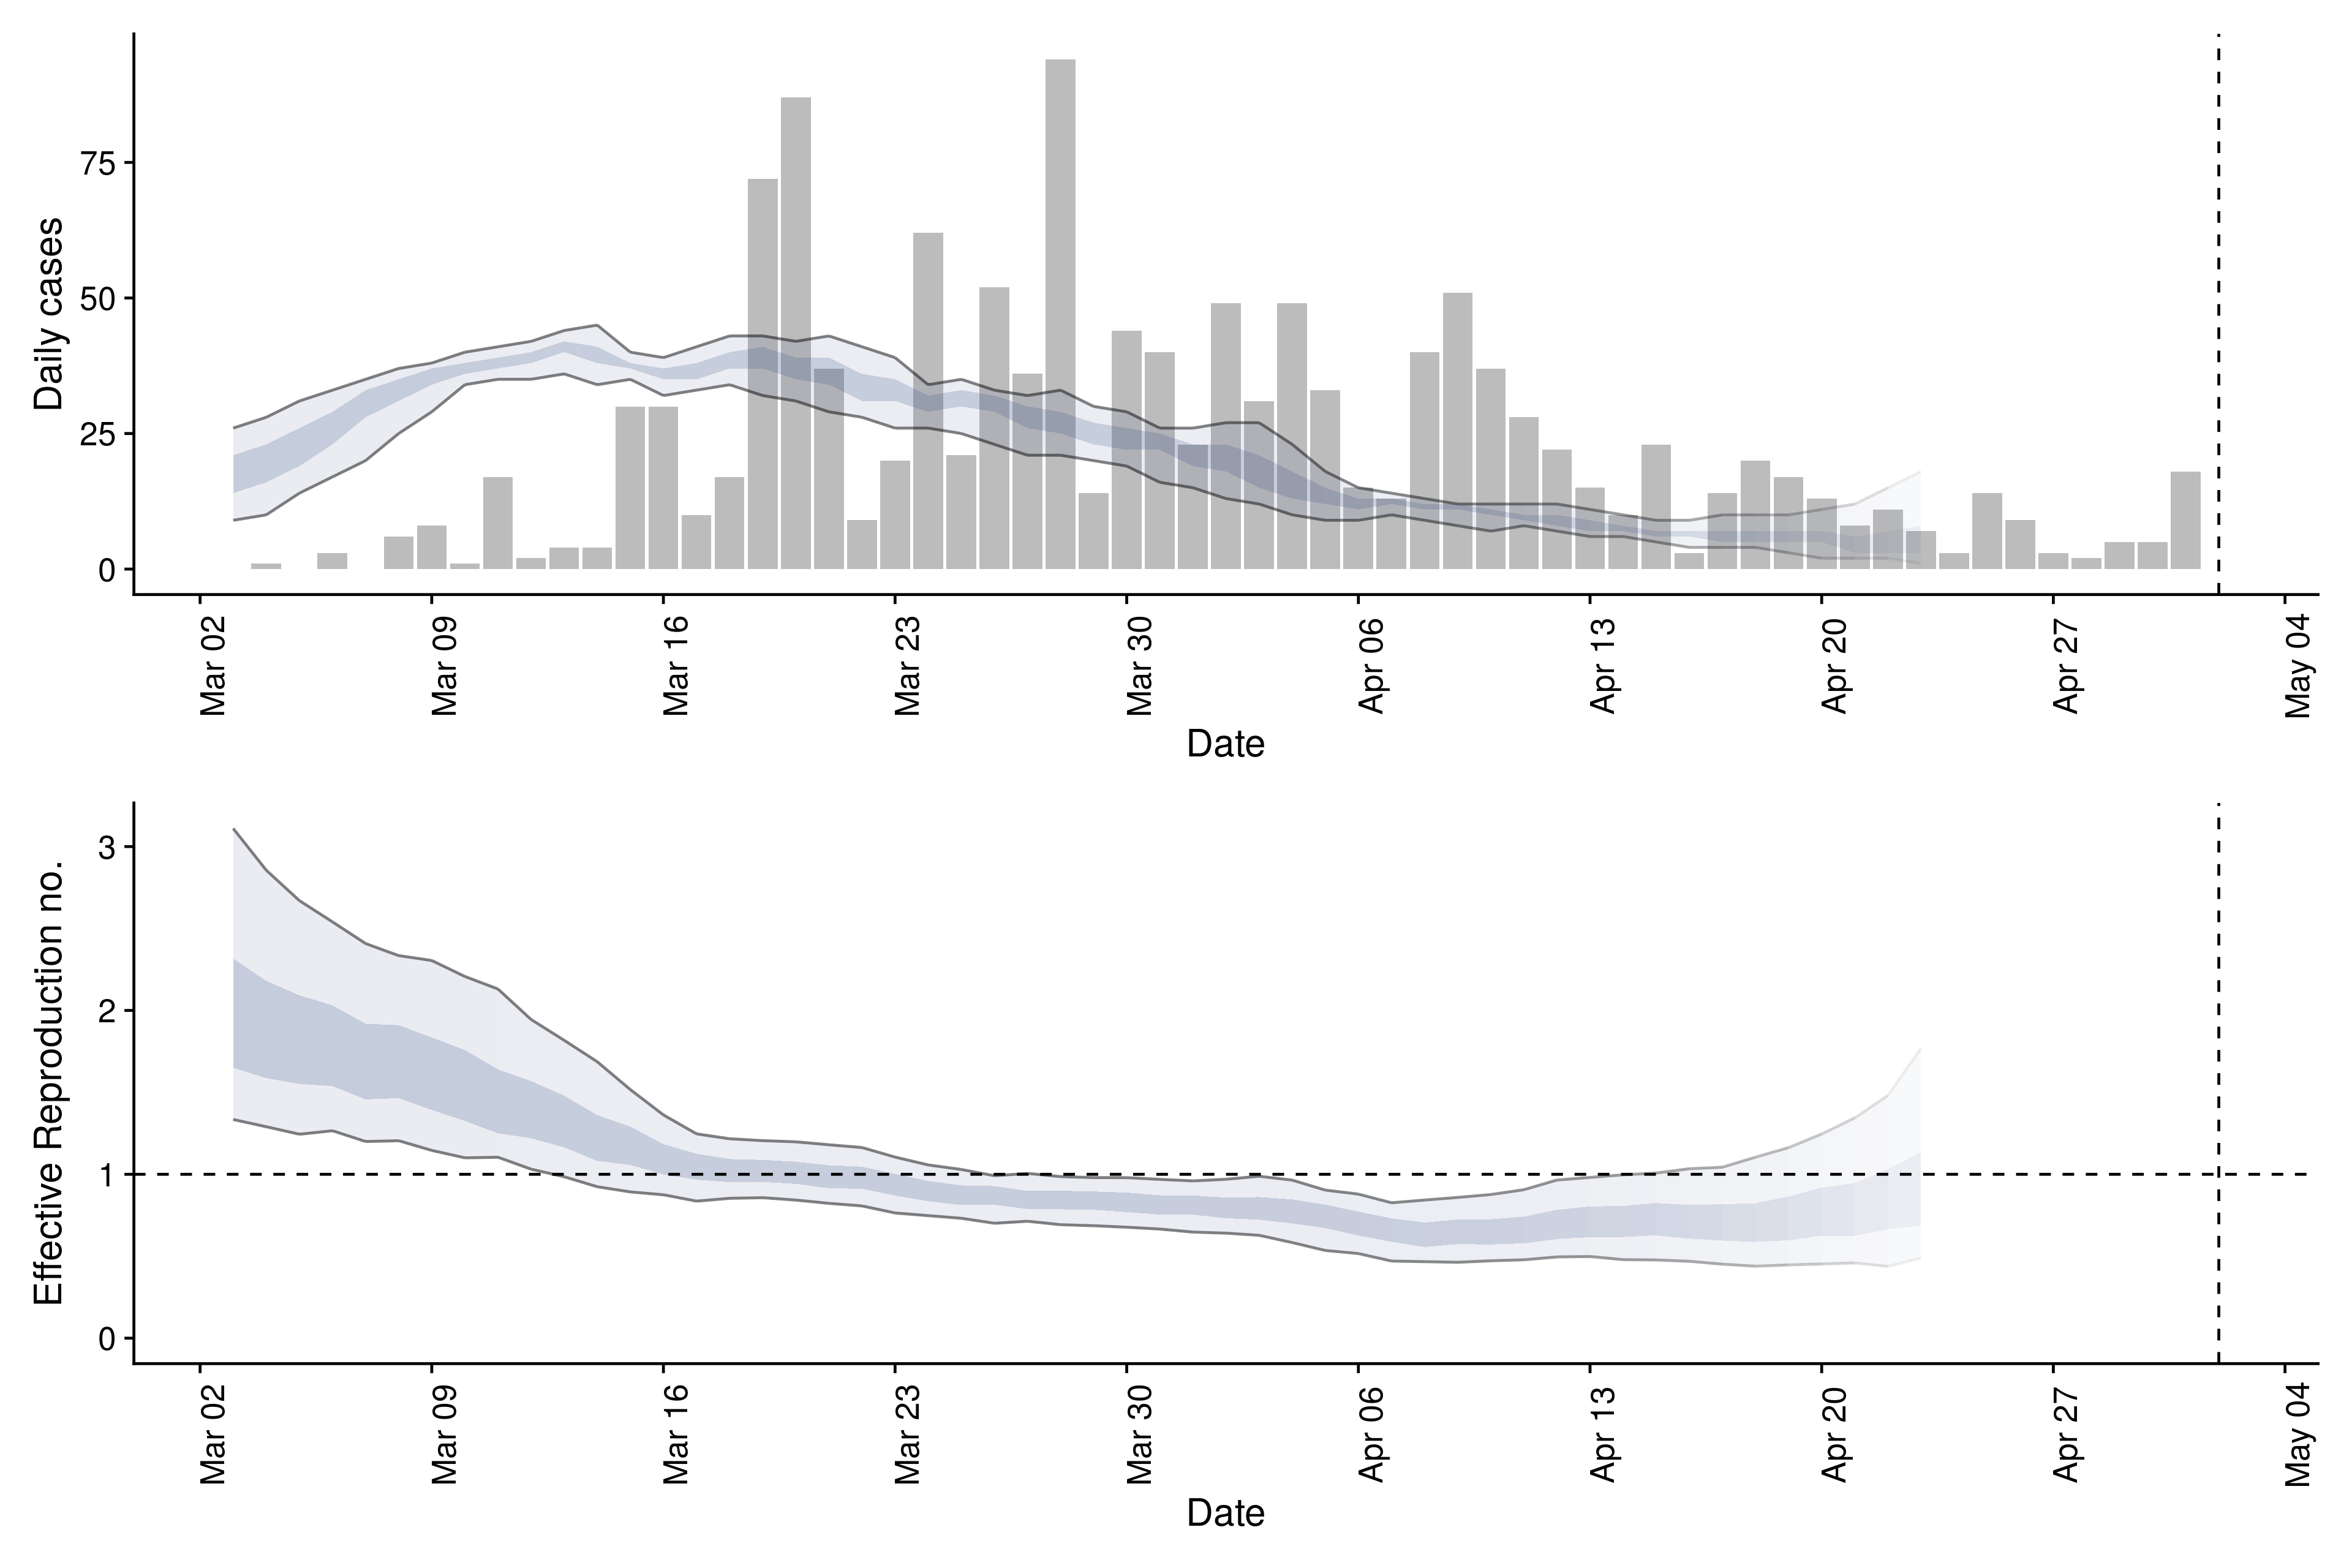 Daily cases
75
50
25
0
Mar 02
Mar 09
Mar 16
Mar 23
Mar 30
Apr 06
Apr 13
Apr 20
Apr 27
May 04
Date
Effective Reproduction no.
3
2
1
0
Mar 02
Mar 09
Mar 16
Mar 23
Mar 30
Apr 06
Apr 13
Apr 20
Apr 27
May 04
Date